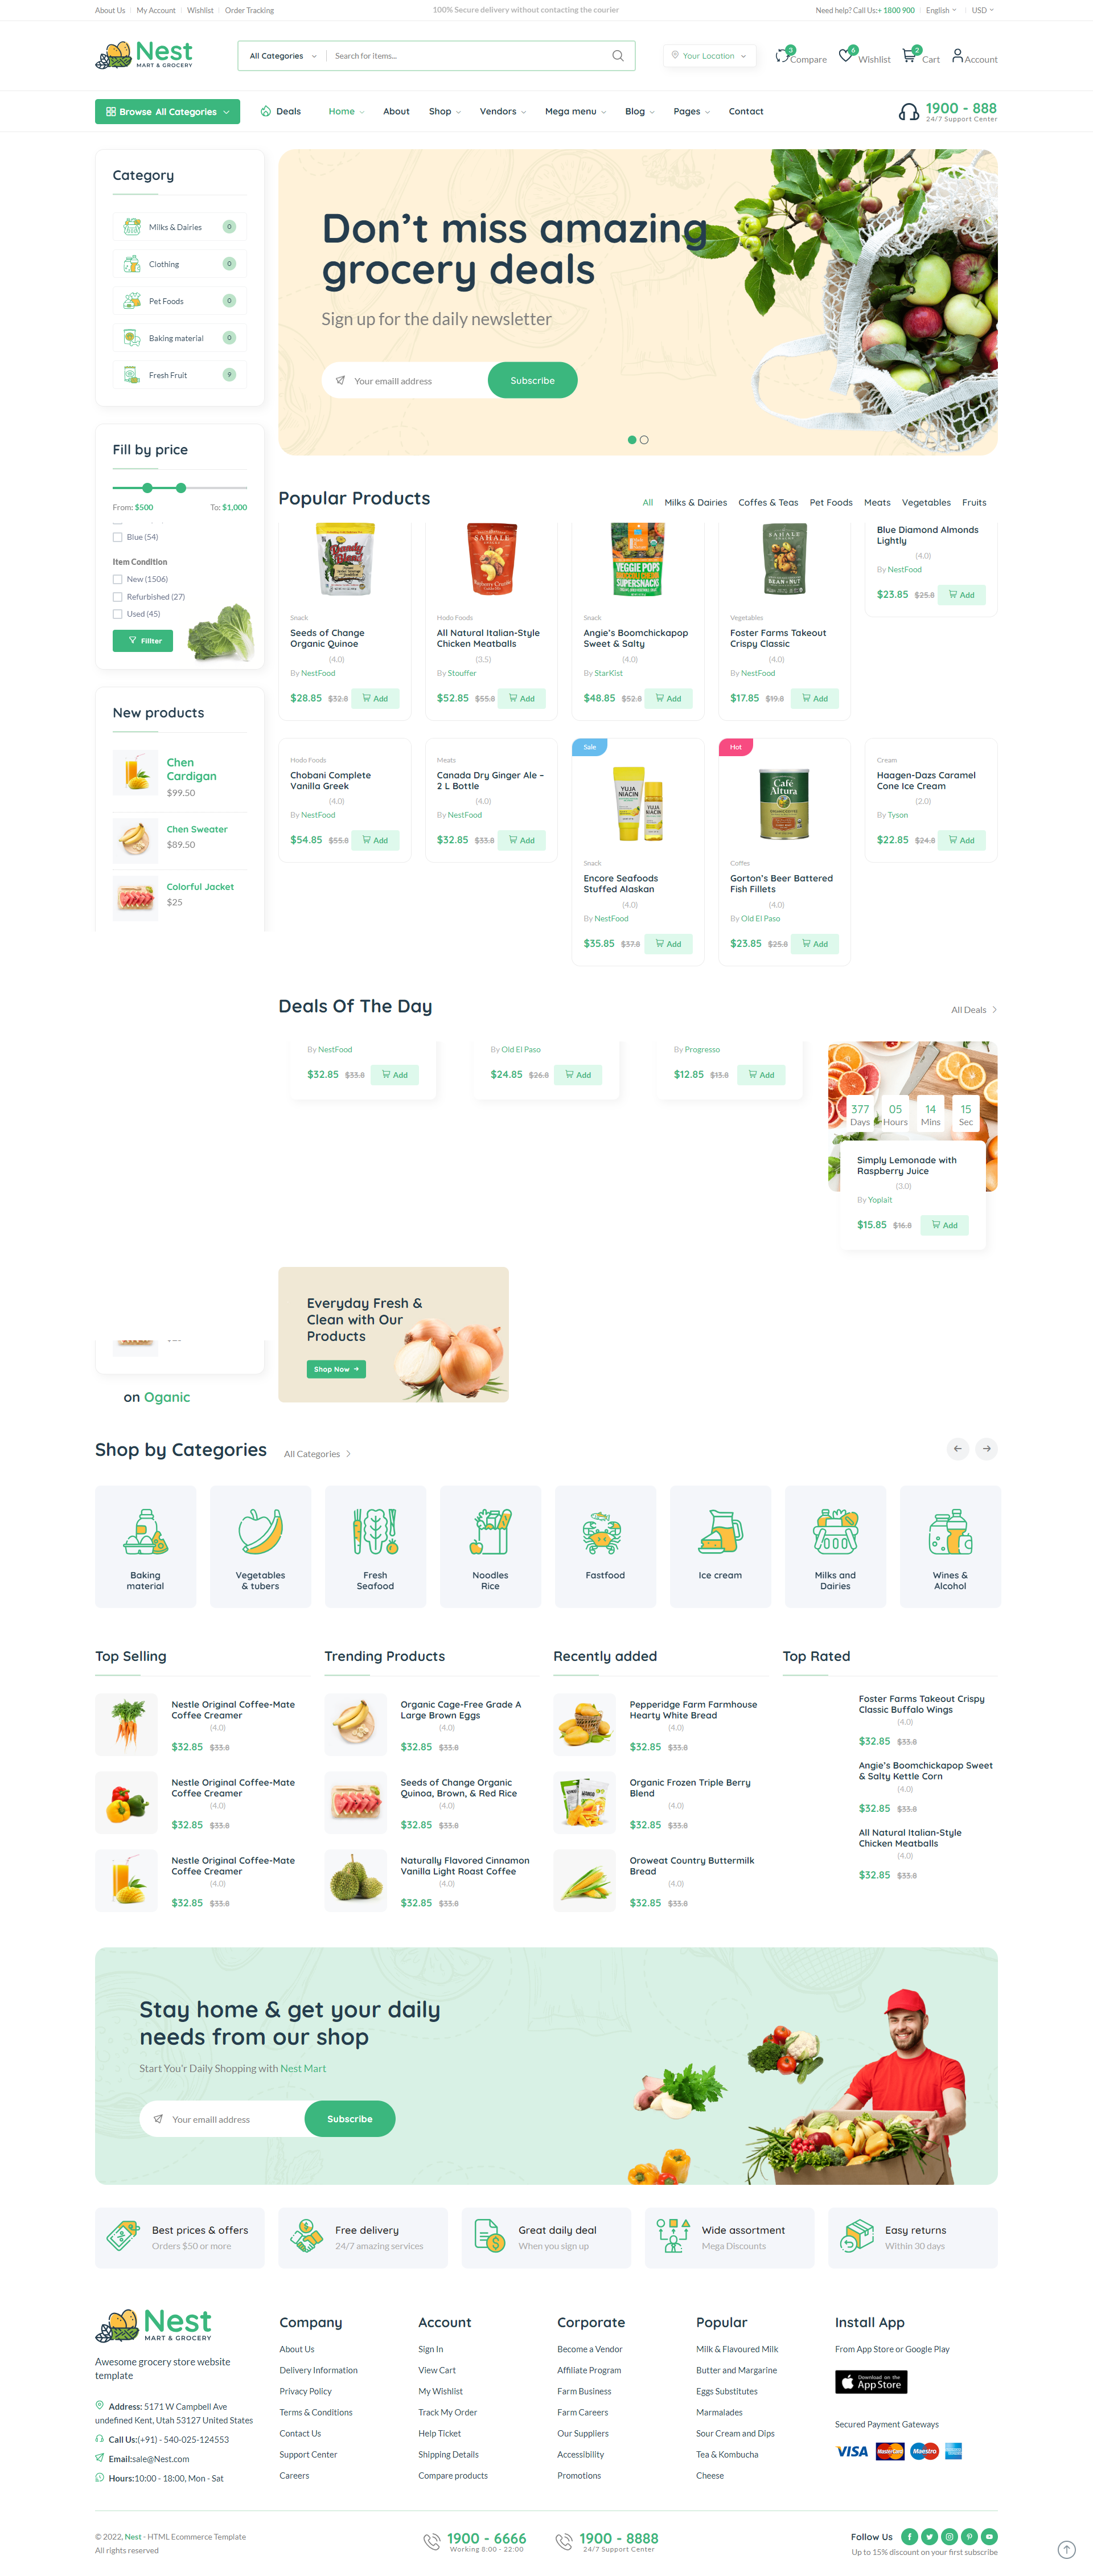 About Us
My Account
Wishlist
Order Tracking
100% Secure delivery without contacting the courier
Need help? Call Us:+ 1800 900
English
USD
Nest
MART & GROCERY
All Categories
Search for items...
Your Location
3
Compare
6
Wishlist
2
Cart
Account
Browse All Categories
Deals
Home
About
Shop
Vendors
Mega menu
Blog
Pages
Contact
1900 - 888
24/7 Support Center
Category
Milks & Dairies
0
Clothing
0
Pet Foods
0
Baking material
0
Fresh Fruit
9
Don't miss amazing
grocery deals
Sign up for the daily newsletter
Your emaill address
Subscribe
Fill by price
From: $500
To: $1,000
Blue (54)
Item Condition
New (1506)
Refurbished (27)
Used (45)
Fillter
New products
Chen
Cardigan
$99.50
Chen Sweater
$89.50
Colorful Jacket
$25
Popular Products
All
Milks & Dairies
Coffes & Teas
Pet Foods
Meats
Vegetables
Fruits
Snack
Seeds of Change
Organic Quinoe
(4.0)
By NestFood
$28.85 $32.8
Add
Hodo Foods
All Natural Italian-Style
Chicken Meatballs
(3.5)
By Stouffer
$52.85 $55.8
Add
Snack
Angie's Boomchickapop
Sweet & Salty
(4.0)
By StarKist
$48.85 $52.8
Add
Vegetables
Foster Farms Takeout
Crispy Classic
(4.0)
By NestFood
$17.85 $19.8
Add
Blue Diamond Almonds
Lightly
(4.0)
By NestFood
$23.85 $25.8
Add
Hodo Foods
Chobani Complete
Vanilla Greek
(4.0)
By NestFood
$54.85 $55.8
Add
Meats
Canada Dry Ginger Ale –
2 L Bottle
(4.0)
By NestFood
$32.85 $33.8
Add
Sale
YUJA
NIACIN
YUJA
NIACIN
Snack
Encore Seafoods
Stuffed Alaskan
(4.0)
By NestFood
$35.85 $37.8
Add
Hot
Café
Altura
Coffes
Gorton's Beer Battered
Fish Fillets
(4.0)
By Old El Paso
$23.85 $25.8
Add
Cream
Haagen-Dazs Caramel
Cone Ice Cream
(2.0)
By Tyson
$22.85 $24.8
Add
Deals Of The Day
All Deals
By NestFood
$32.85 $33.8
Add
By Old El Paso
$24.85 $26.8
Add
By Progresso
$12.85 $13.8
Add
377
Days
05
Hours
14
Mins
15
Sec
Simply Lemonade with
Raspberry Juice
(3.0)
By Yoplait
$15.85 $16.8
Add
Everyday Fresh &
Clean with Our
Products
Shop Now
on Oganic
Shop by Categories
All Categories
Baking
material
Vegetables
& tubers
Fresh
Seafood
Noodles
Rice
Fastfood
Ice cream
Milks and
Dairies
Wines &
Alcohol
Top Selling
Nestle Original Coffee-Mate
Coffee Creamer
(4.0)
$32.85 $33.8
Nestle Original Coffee-Mate
Coffee Creamer
(4.0)
$32.85 $33.8
Nestle Original Coffee-Mate
Coffee Creamer
(4.0)
$32.85 $33.8
Trending Products
Organic Cage-Free Grade A
Large Brown Eggs
(4.0)
$32.85 $33.8
Seeds of Change Organic
Quinoa, Brown, & Red Rice
(4.0)
$32.85 $33.8
Naturally Flavored Cinnamon
Vanilla Light Roast Coffee
(4.0)
$32.85 $33.8
Recently added
Pepperidge Farm Farmhouse
Hearty White Bread
(4.0)
$32.85 $33.8
Organic Frozen Triple Berry
Blend
(4.0)
$32.85 $33.8
Oroweat Country Buttermilk
Bread
(4.0)
$32.85 $33.8
Top Rated
Foster Farms Takeout Crispy
Classic Buffalo Wings
(4.0)
$32.85 $33.8
Angie's Boomchickapop Sweet
& Salty Kettle Corn
(4.0)
$32.85 $33.8
All Natural Italian-Style
Chicken Meatballs
(4.0)
$32.85 $33.8
Stay home & get your daily
needs from our shop
Start You'r Daily Shopping with Nest Mart
Your emaill address
Subscribe
Best prices & offers
Orders $50 or more
Free delivery
24/7 amazing services
Great daily deal
When you sign up
Wide assortment
Mega Discounts
Easy returns
Within 30 days
Nest
MART & GROCERY
Awesome grocery store website
template
Address: 5171 W Campbell Ave
undefined Kent, Utah 53127 United States
Call Us:(+91) - 540-025-124553
Email:sale@Nest.com
Hours:10:00 - 18:00, Mon - Sat
Company
About Us
Delivery Information
Privacy Policy
Terms & Conditions
Contact Us
Support Center
Careers
Account
Sign In
View Cart
My Wishlist
Track My Order
Help Ticket
Shipping Details
Compare products
Corporate
Become a Vendor
Affiliate Program
Farm Business
Farm Careers
Our Suppliers
Accessibility
Promotions
Popular
Milk & Flavoured Milk
Butter and Margarine
Eggs Substitutes
Marmalades
Sour Cream and Dips
Tea & Kombucha
Cheese
Install App
From App Store or Google Play
Download on the
App Store
Secured Payment Gateways
VISA
MasterCard
Maestro
© 2022, Nest - HTML Ecommerce Template
All rights reserved
1900 - 6666
Working 8:00 - 22:00
1900 - 8888
24/7 Support Center
Follow Us
Up to 15% discount on your first subscribe